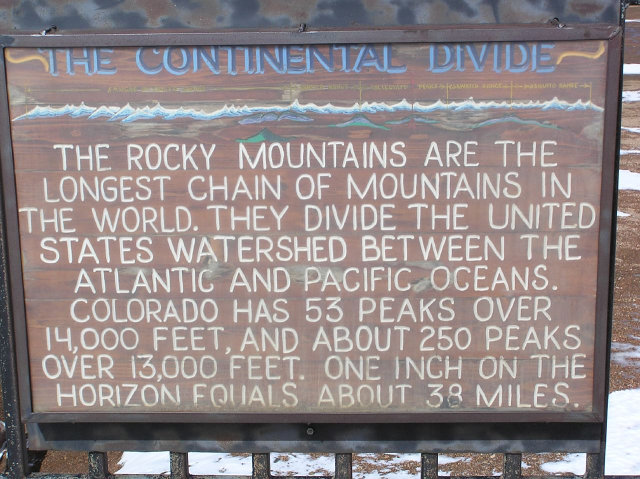 THE CONTINENTAL DIVIDE
THE ROCKY MOUNTAINS ARE THE
LONGEST CHAIN OF MOUNTAINS IN
THE WORLD. THEY DIVIDE THE UNITED
STATES WATERSHED BETWEEN THE
ATLANTIC AND PACIFIC OCEANS.
COLORADO HAS 53 PEAKS OVER
14,000 FEET, AND ABOUT 250 PEAKS
OVER 13,000 FEET. ONE INCH ON THE
HORIZON EQUALS ABOUT 38 MILES.